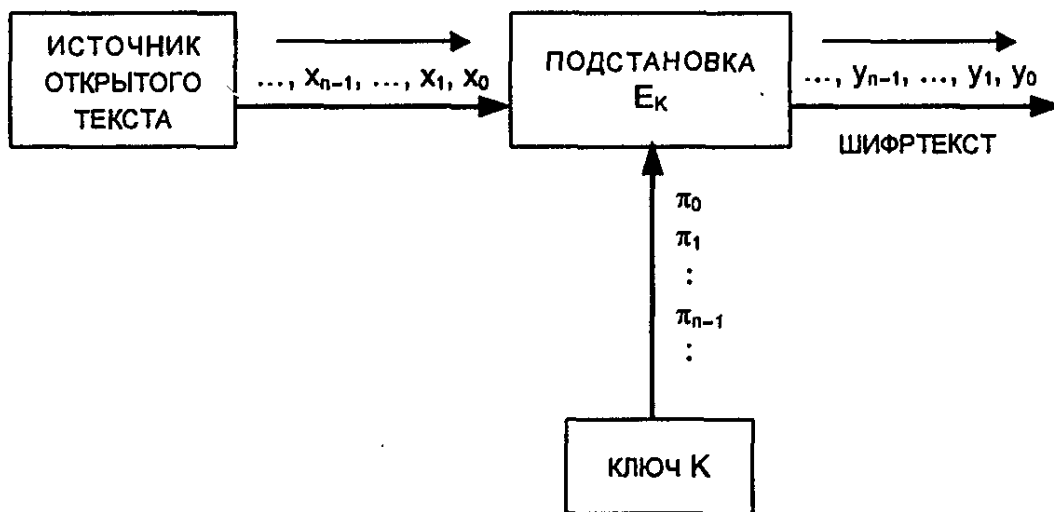 ИСТОЧНИК
ОТКРЫТОГО
ТЕКСТА
..., xₙ₋₁, ..., x₁, x₀
ПОДСТАНОВКА
Eₖ
..., yₙ₋₁, ..., y₁, y₀
ШИФРТЕКСТ
π₀
π₁
⋮
πₙ₋₁
⋮
КЛЮЧ K